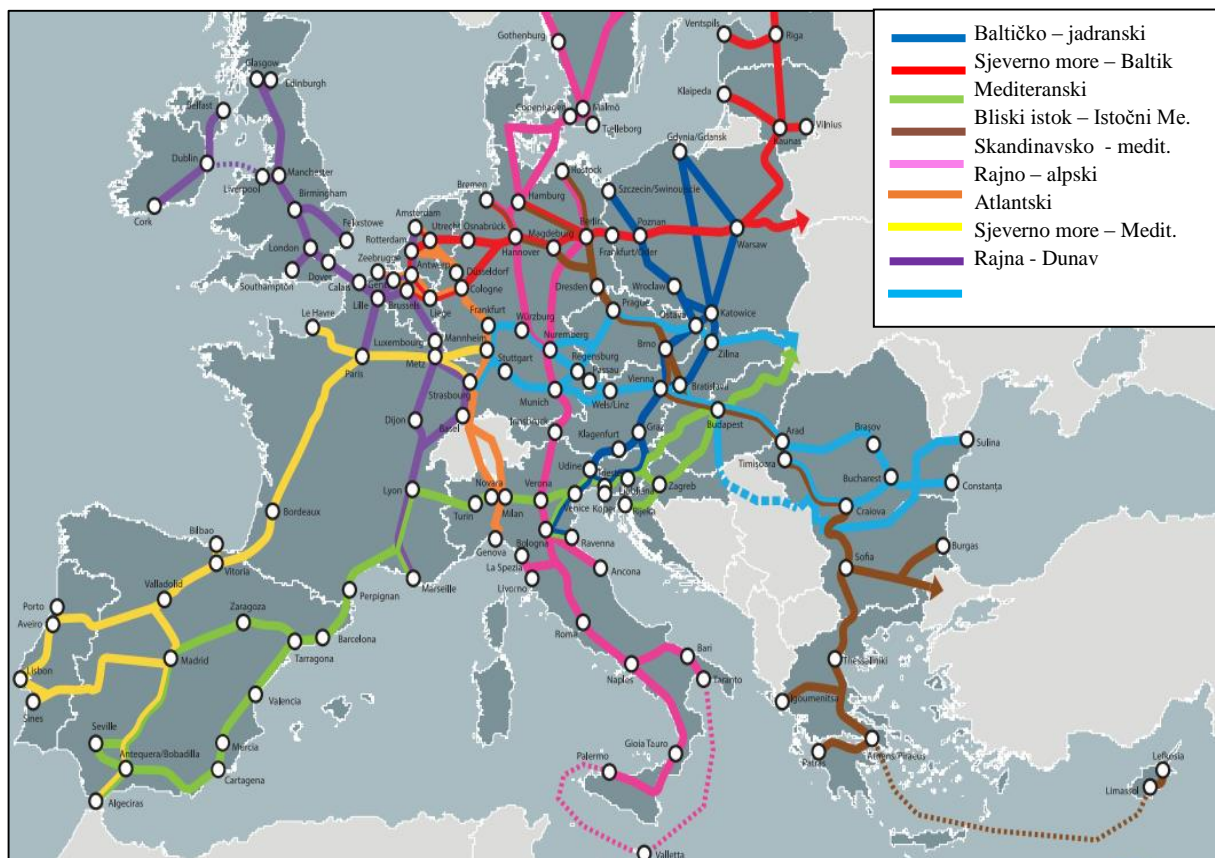 Baltičko – jadranski
Sjeverno more – Baltik
Mediteranski
Bliski istok – Istočni Me.
Skandinavsko - medit.
Rajno – alpski
Atlantski
Sjeverno more – Medit.
Rajna - Dunav
Gothenburg
Ventspils
Riga
Glasgow
Edinburgh
Copenhagen
Malmö
Trelleborg
Klaipeda
Vilnius
Kaunas
Belfast
Gdynia/Gdansk
Dublin
Liverpool
Manchester
Rostock
Szczecin/Swinoujscie
Cork
Birmingham
Bremen
Hamburg
Felixstowe
Amsterdam
Utrecht
Osnabrück
Berlin
Poznan
Warsaw
London
Rotterdam
Magdeburg
Hannover
Frankfurt/Oder
Zeebrugge
Antwerp
Düsseldorf
Southampton
Dover
Calais
Cologne
Dresden
Wroclaw
Lille
Brussels
Liege
Prague
Katowice
Le Havre
Frankfurt
Würzburg
Ostava
Luxembourg
Mannheim
Nuremberg
Brno
Zilina
Paris
Metz
Stuttgart
Regensburg
Passau
Strasbourg
Munich
Wels/Linz
Vienna
Bratislava
Dijon
Basel
Innsbruck
Budapest
Klagenfurt
Graz
Arad
Braşov
Sulina
Udine
Timişoara
Lyon
Novara
Verona
Ljubljana
Zagreb
Bucharest
Constanţa
Turin
Milan
Venice
Koper
Rijeka
Craiova
Bordeaux
Genova
Bologna
Ravenna
Bilbao
Sofia
Burgas
Vitoria
La Spezia
Ancona
Marseille
Livorno
Valladolid
Perpignan
Porto
Zaragoza
Aveiro
Roma
Barcelona
Madrid
Tarragona
Bari
Thessaliniki
Lisbon
Naples
Taranto
Valencia
Sines
Igoumenitsa
Seville
Mercia
Gioia Tauro
Antequera/Bobadilla
Palermo
Patras
Athens/Piraeus
Cartagena
Lefkosia
Limassol
Algeciras
Valletta